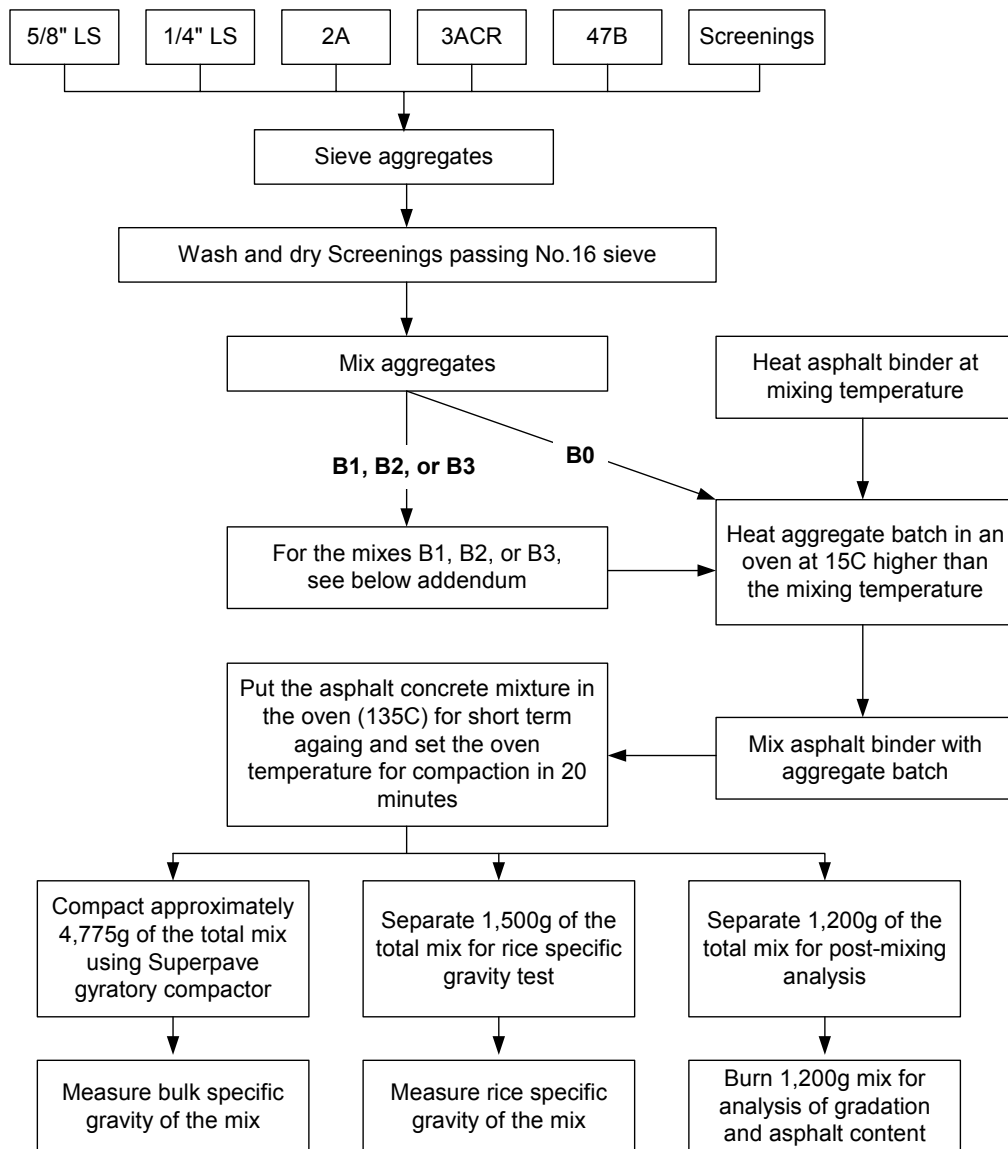 5/8" LS
1/4" LS
2A
3ACR
47B
Screenings
Sieve aggregates
Wash and dry Screenings passing No.16 sieve
Mix aggregates
Heat asphalt binder at
mixing temperature
B1, B2, or B3
B0
For the mixes B1, B2, or B3,
see below addendum
Heat aggregate batch in an
oven at 15C higher than
the mixing temperature
Put the asphalt concrete mixture in
the oven (135C) for short term
againg and set the oven
temperature for compaction in 20
minutes
Mix asphalt binder with
aggregate batch
Compact approximately
4,775g of the total mix
using Superpave
gyratory compactor
Separate 1,500g of the
total mix for rice specific
gravity test
Separate 1,200g of the
total mix for post-mixing
analysis
Measure bulk specific
gravity of the mix
Measure rice specific
gravity of the mix
Burn 1,200g mix for
analysis of gradation
and asphalt content